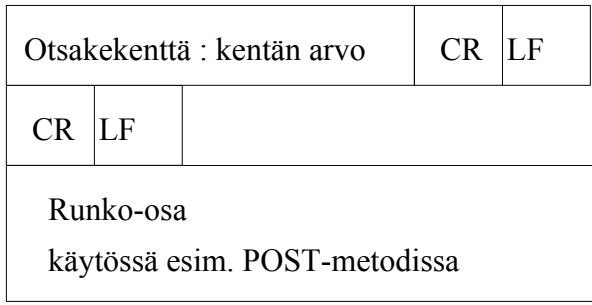 Otsakekenttä : kentän arvo CR LF
CR LF
Runko-osa
käytössä esim. POST-metodissa